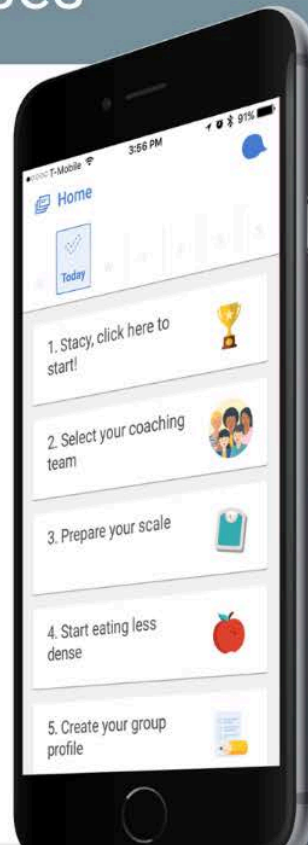 T-Mobile 3:56 PM 91%
Home
Today
1. Stacy, click here to
start!
2. Select your coaching
team
3. Prepare your scale
4. Start eating less
dense
5. Create your group
profile